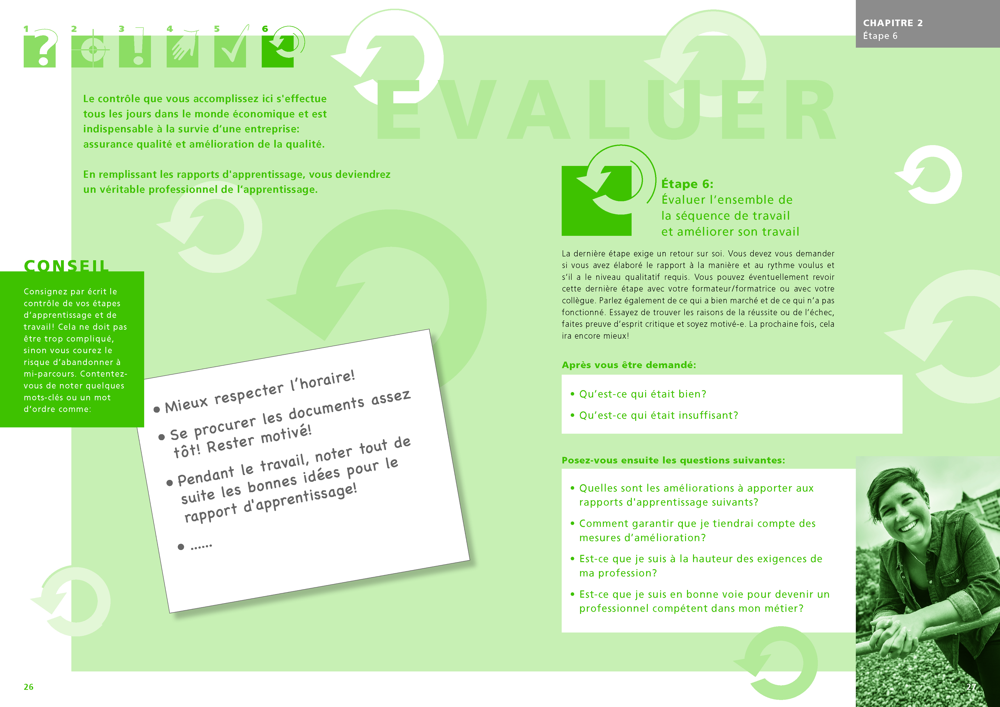 1 2 3 4 5 6
CHAPITRE 2
Étape 6
EVALUER
Le contrôle que vous accomplissez ici s'effectue
tous les jours dans le monde économique et est
indispensable à la survie d‘une entreprise:
assurance qualité et amélioration de la qualité.
En remplissant les rapports d'apprentissage, vous deviendrez
un véritable professionnel de l‘apprentissage.
CONSEIL
Consignez par écrit le
contrôle de vos étapes
d’apprentissage et de
travail! Cela ne doit pas
être trop compliqué,
sinon vous courez le
risque d’abandonner à
mi-parcours. Contentez-
vous de noter quelques
mots-clés ou un mot
d’ordre comme:
• Mieux respecter l’horaire!
• Se procurer les documents assez
tôt! Rester motivé!
• Pendant le travail, noter tout de
suite les bonnes idées pour le
rapport d'apprentissage!
• ......
26
Étape 6:
Évaluer l’ensemble de
la séquence de travail
et améliorer son travail
La dernière étape exige un retour sur soi. Vous devez vous demander
si vous avez élaboré le rapport à la manière et au rythme voulus et
s‘il a le niveau qualitatif requis. Vous pouvez éventuellement revoir
cette dernière étape avec votre formateur/formatrice ou avec votre
collègue. Parlez également de ce qui a bien marché et de ce qui n’a pas
fonctionné. Essayez de trouver les raisons de la réussite ou de l‘échec,
faites preuve d’esprit critique et soyez motivé-e. La prochaine fois, cela
ira encore mieux!
Après vous être demandé:
• Qu’est-ce qui était bien?
• Qu’est-ce qui était insuffisant?
Posez-vous ensuite les questions suivantes:
• Quelles sont les améliorations à apporter aux
rapports d'apprentissage suivants?
• Comment garantir que je tiendrai compte des
mesures d’amélioration?
• Est-ce que je suis à la hauteur des exigences de
ma profession?
• Est-ce que je suis en bonne voie pour devenir un
professionnel compétent dans mon métier?
27